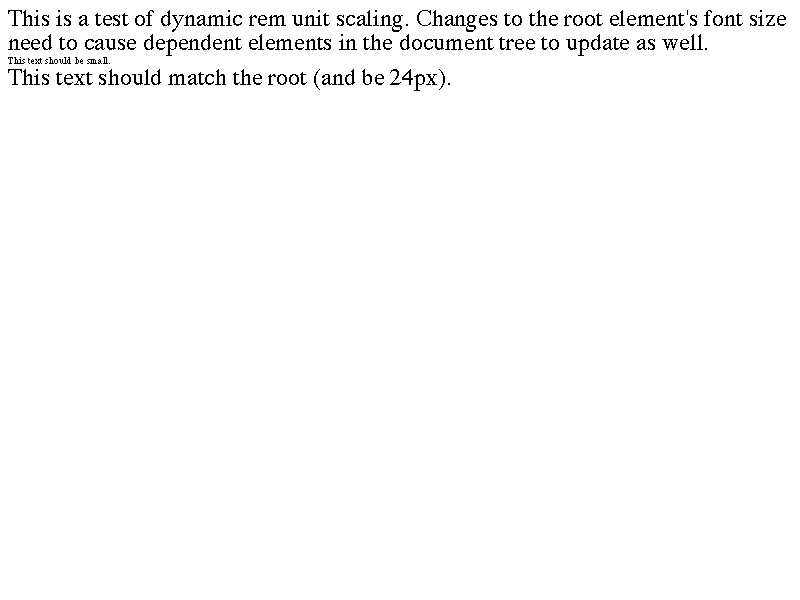 This is a test of dynamic rem unit scaling. Changes to the root element's font size
need to cause dependent elements in the document tree to update as well.
This text should be small.
This text should match the root (and be 24px).